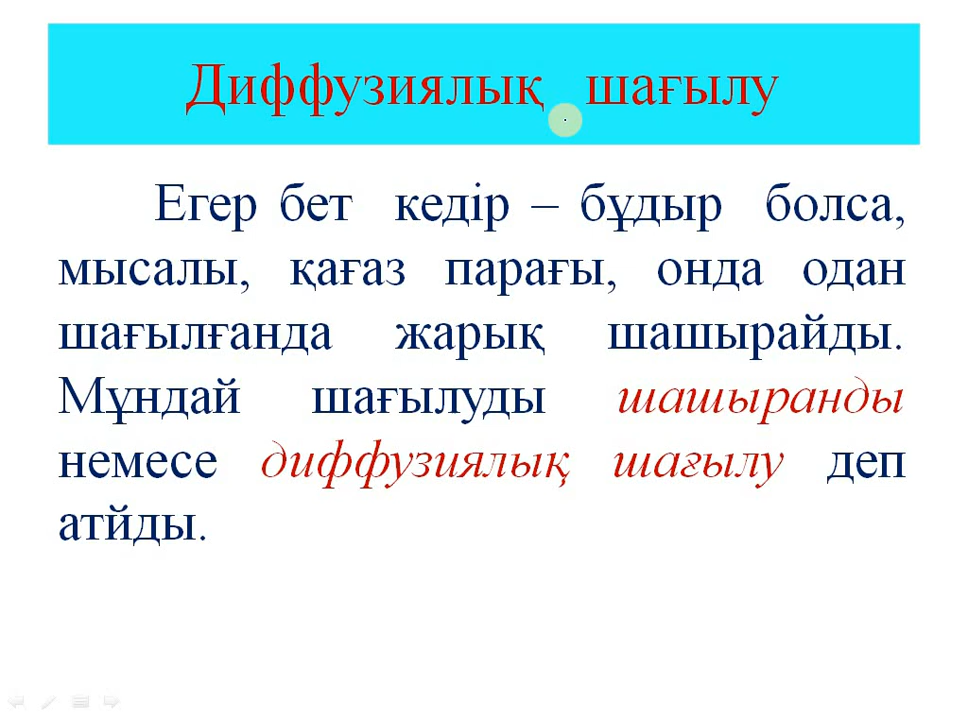 Диффузиялық шағылу
Егер бет кедір – бұдыр болса,
мысалы, қағаз парағы, онда одан
шағылғанда жарық шашырайды.
Мұндай шағылуды шашыранды
немесе диффузиялық шағылу деп
атйды.